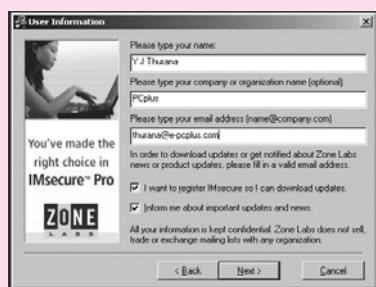 User Information
You've made the
right choice in
IMsecure™ Pro
ZONE
LABS
Please type your name:
Y J Thurana
Please type your company or organization name (optional).
PCplus
Please type your email address (name@company.com)
thurana@e-pcplus.com
In order to download updates or get notified about Zone Labs
news or product updates, please fill in a valid email address.
I want to register IMsecure so I can download updates.
Inform me about important updates and news.
All your information is kept confidential. Zone Labs does not sell,
trade or exchange mailing lists with any organization.
< Back
Next >
Cancel